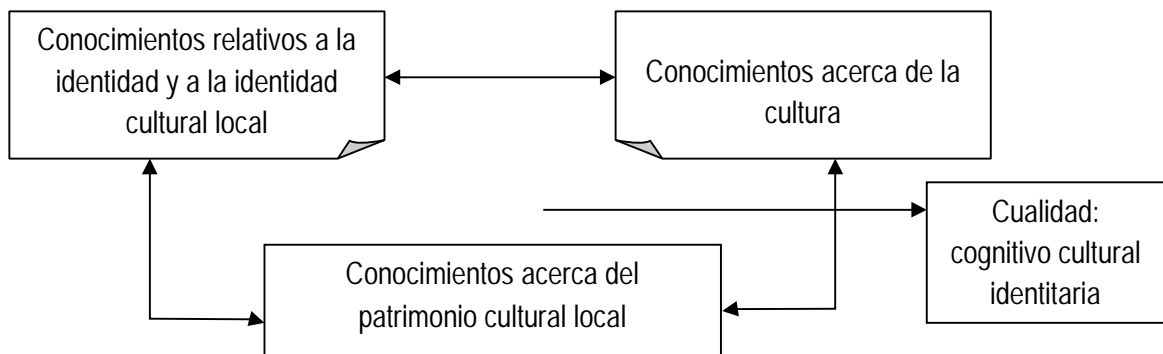 Conocimientos relativos a la
identidad y a la identidad
cultural local
Conocimientos acerca de la
cultura
Cualidad:
cognitivo cultural
identitaria
Conocimientos acerca del
patrimonio cultural local